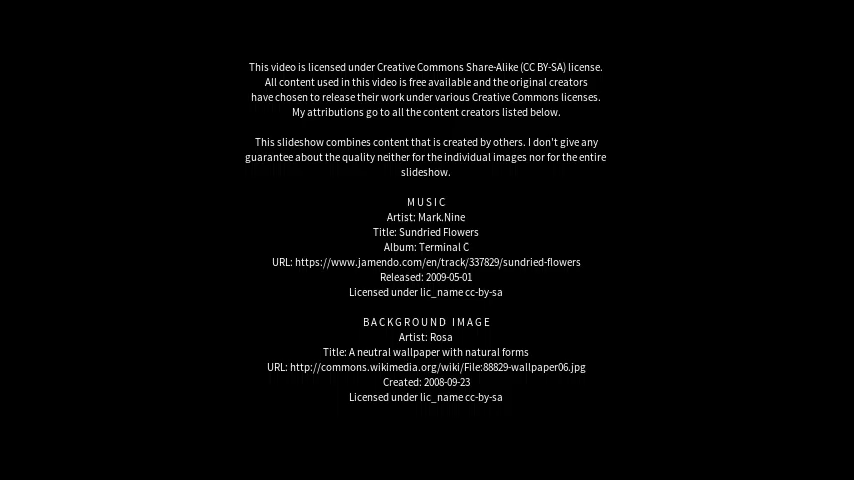 This video is licensed under Creative Commons Share-Alike (CC BY-SA) license.
All content used in this video is free available and the original creators
have chosen to release their work under various Creative Commons licenses.
My attributions go to all the content creators listed below.
This slideshow combines content that is created by others. I don't give any
guarantee about the quality neither for the individual images nor for the entire
slideshow.
M U S I C
Artist: Mark.Nine
Title: Sundried Flowers
Album: Terminal C
URL: https://www.jamendo.com/en/track/337829/sundried-flowers
Released: 2009-05-01
Licensed under lic_name cc-by-sa
B A C K G R O U N D   I M A G E
Artist: Rosa
Title: A neutral wallpaper with natural forms
URL: http://commons.wikimedia.org/wiki/File:88829-wallpaper06.jpg
Created: 2008-09-23
Licensed under lic_name cc-by-sa